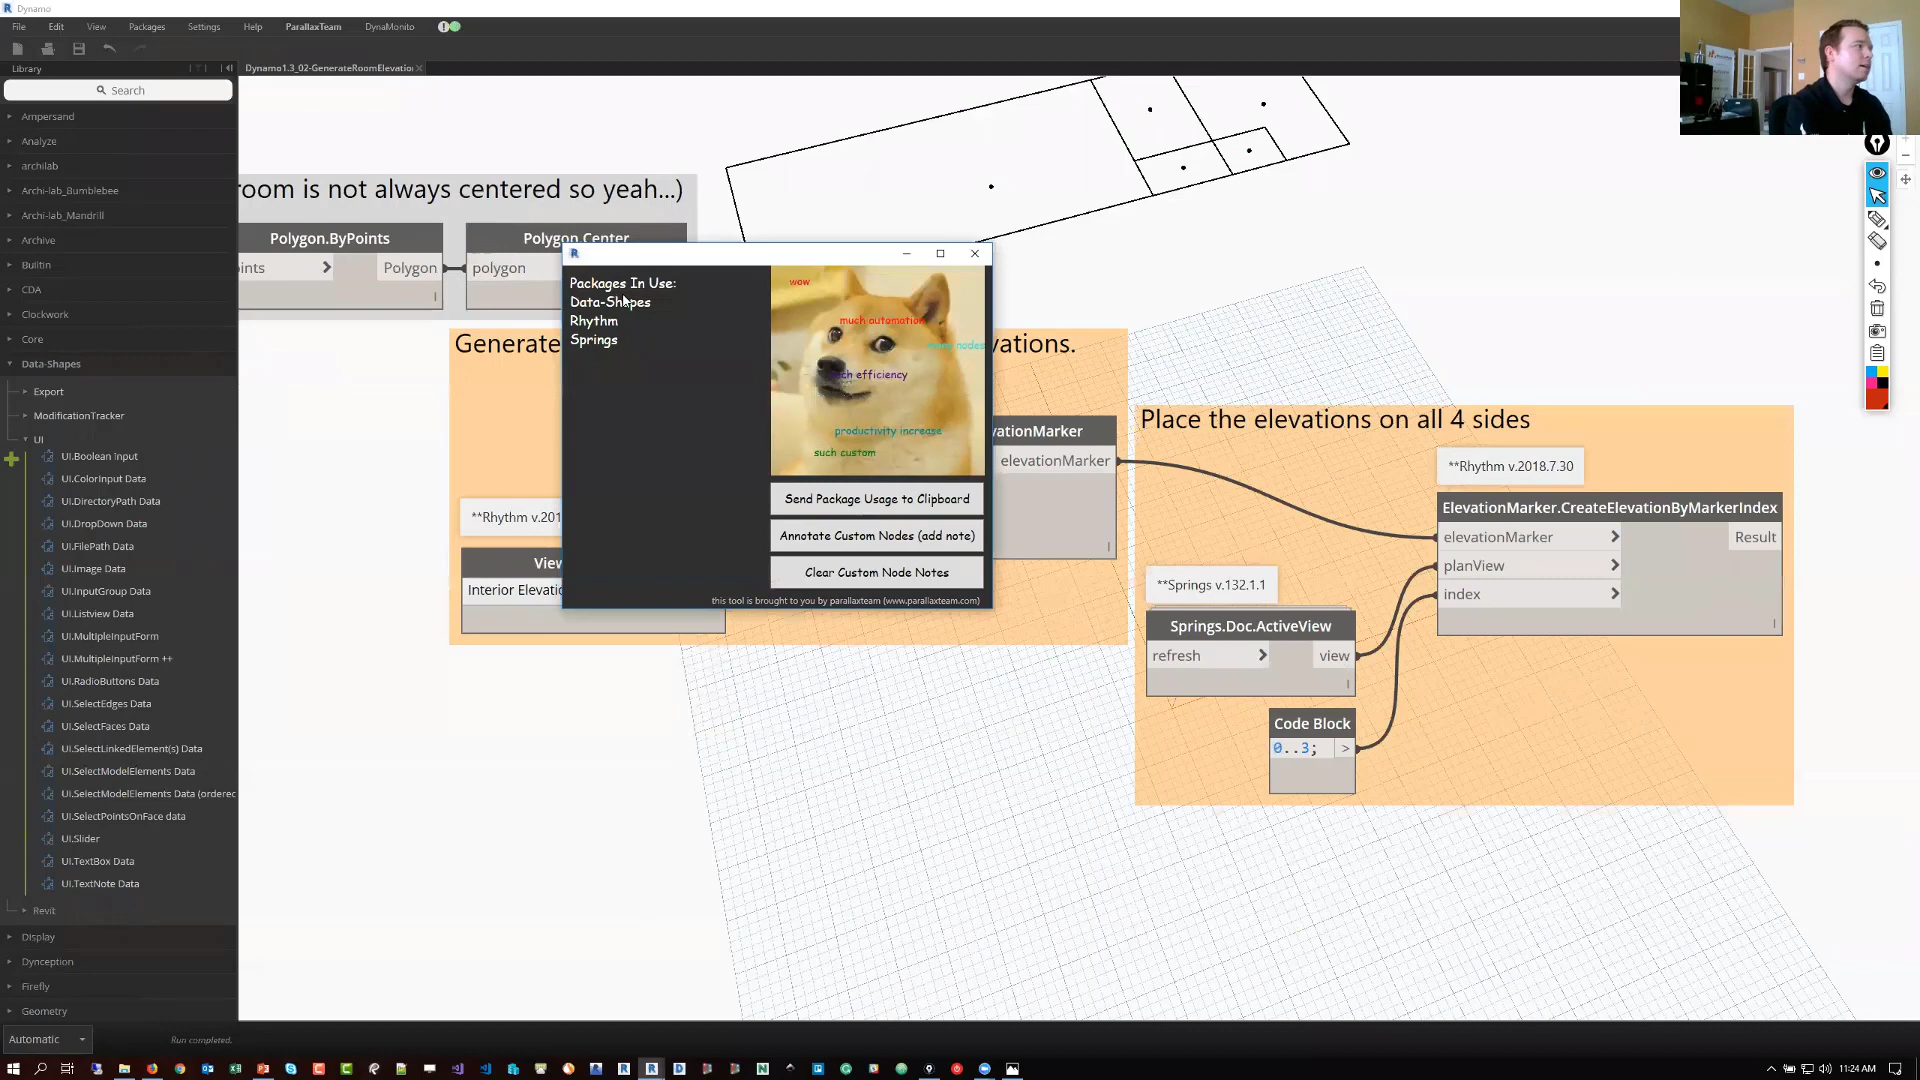 Dynamo
File Edit View Packages Settings Help ParallaxTeam DynaMonito
Library
Dynamo1.3_02-GenerateRoomElevation
Search
Ampersand
Analyze
archilab
Archi-lab_Bumblebee
Archi-lab_Mandrill
Archive
Builtin
CDA
Clockwork
Core
Data-Shapes
Export
ModificationTracker
UI
UI.Boolean Input
UI.ColorInput Data
UI.DirectoryPath Data
UI.DropDown Data
UI.FilePath Data
UI.Image Data
UI.InputGroup Data
UI.Listview Data
UI.MultipleInputForm
UI.MultipleInputForm ++
UI.RadioButtons Data
UI.SelectEdges Data
UI.SelectFaces Data
UI.SelectLinkedElement(s) Data
UI.SelectModelElements Data
UI.SelectModelElements Data (orderec
UI.SelectPointsOnFace data
UI.Slider
UI.TextBox Data
UI.TextNote Data
Revit
Display
Dynception
Firefly
Geometry
Automatic
Run completed.
room is not always centered so yeah...)
Polygon.ByPoints
oints > Polygon
Polygon.Center
polygon
Generate
vations.
**Rhythm v.201
View
Interior Elevatio
Packages In Use:
Data-Shapes
Rhythm
Springs
wow
much automation
nodes
efficiency
productivity increase
such custom
Send Package Usage to Clipboard
Annotate Custom Nodes (add note)
Clear Custom Node Notes
this tool is brought to you by parallaxteam (www.parallaxteam.com)
vationMarker
elevationMarker
Place the elevations on all 4 sides
**Rhythm v.2018.7.30
ElevationMarker.CreateElevationByMarkerIndex
elevationMarker > Result
planView >
index >
**Springs v.132.1.1
Springs.Doc.ActiveView
refresh > view
Code Block
0..3; >
11:24 AM